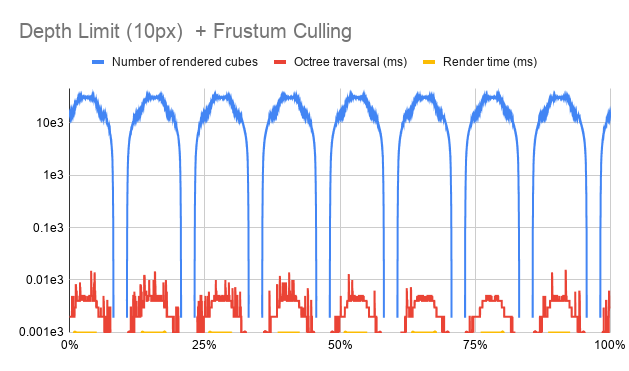 Depth Limit (10px) + Frustum Culling
Number of rendered cubes Octree traversal (ms) Render time (ms)
10e3
1e3
0.1e3
0.01e3
0.001e3
0% 25% 50% 75% 100%